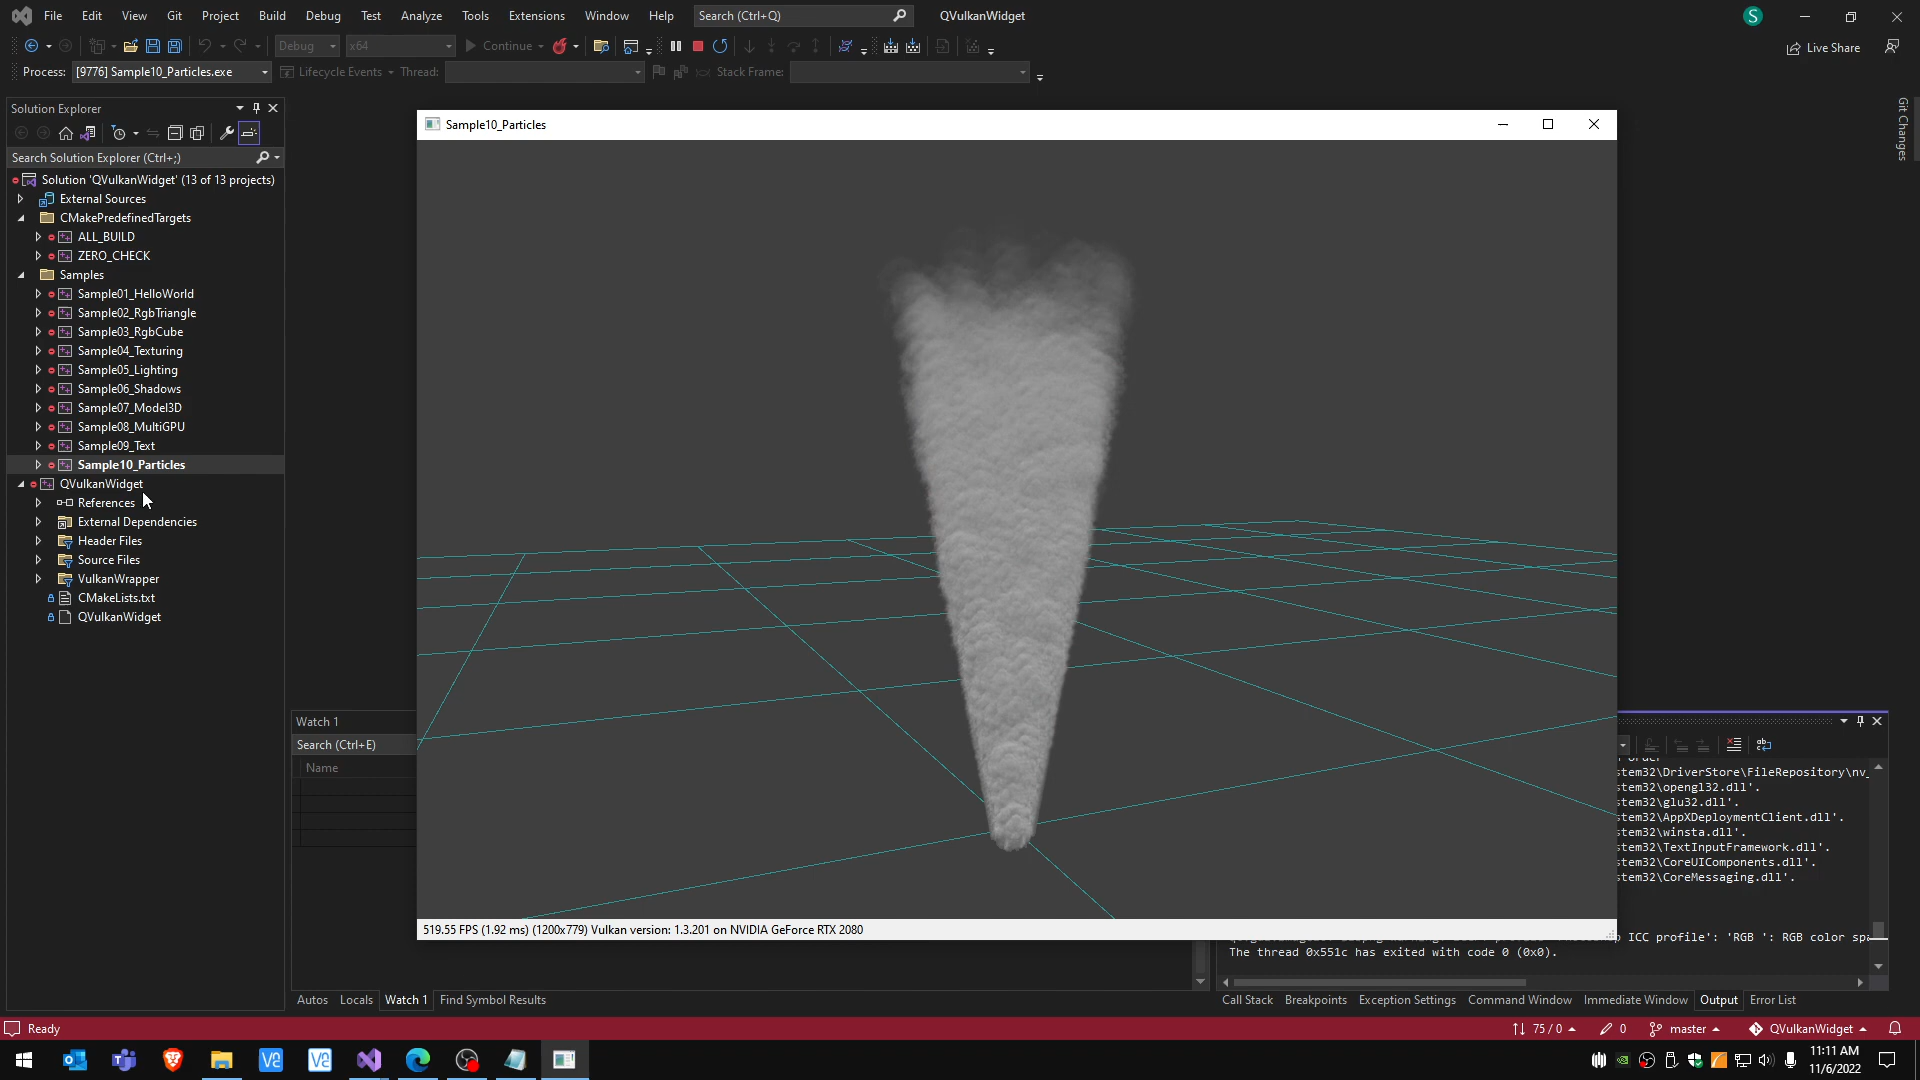 File Edit View Git Project Build Debug Test Analyze Tools Extensions Window Help Search (Ctrl+Q) QVulkanWidget S
Debug x64 Continue Live Share
Process: [9776] Sample10_Particles.exe Lifecycle Events Thread: Stack Frame:
Solution Explorer
Search Solution Explorer (Ctrl+;)
Solution 'QVulkanWidget' (13 of 13 projects)
External Sources
CMakePredefinedTargets
ALL_BUILD
ZERO_CHECK
Samples
Sample01_HelloWorld
Sample02_RgbTriangle
Sample03_RgbCube
Sample04_Texturing
Sample05_Lighting
Sample06_Shadows
Sample07_Model3D
Sample08_MultiGPU
Sample09_Text
Sample10_Particles
QVulkanWidget
References
External Dependencies
Header Files
Source Files
VulkanWrapper
CMakeLists.txt
QVulkanWidget
Sample10_Particles
519.55 FPS (1.92 ms) (1200x779) Vulkan version: 1.3.201 on NVIDIA GeForce RTX 2080
Git Changes
Watch 1
Search (Ctrl+E)
Name
stem32\DriverStore\FileRepository\nv_
stem32\opengl32.dll'.
stem32\glu32.dll'.
stem32\AppXDeploymentClient.dll'.
stem32\winsta.dll'.
stem32\TextInputFramework.dll'.
stem32\CoreUIComponents.dll'.
stem32\CoreMessaging.dll'.
ICC profile': 'RGB ': RGB color spa
The thread 0x551c has exited with code 0 (0x0).
Autos Locals Watch 1 Find Symbol Results
Call Stack Breakpoints Exception Settings Command Window Immediate Window Output Error List
Ready 75 / 0 0 master QVulkanWidget
11:11 AM
11/6/2022